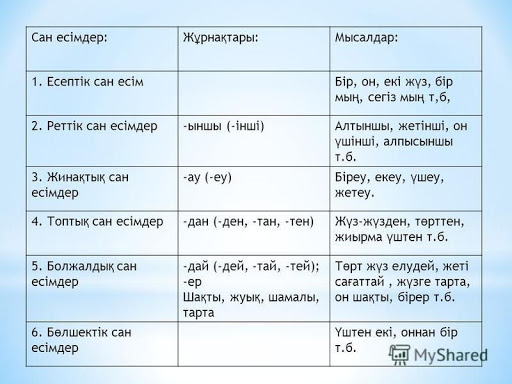 Сан есімдер:
Жұрнақтары:
Мысалдар:
1. Есептік сан есім
Бір, он, екі жүз, бір
мың, сегіз мың т,б,
2. Реттік сан есімдер
-ыншы (-інші)
Алтыншы, жетінші, он
үшінші, алпысыншы
т.б.
3. Жинақтық сан
есімдер
-ау (-еу)
Біреу, екеу, үшеу,
жетеу.
4. Топтық сан есімдер
-дан (-ден, -тан, -тен)
Жүз-жүзден, төрттен,
жиырма үштен т.б.
5. Болжалдық сан
есімдер
-дай (-дей, -тай, -тей);
-ер
Шақты, жуық, шамалы,
тарта
Төрт жүз елудей, жеті
сағаттай , жүзге тарта,
он шақты, бірер т.б.
6. Бөлшектік сан
есімдер
Үштен екі, оннан бір
т.б.
MyShared